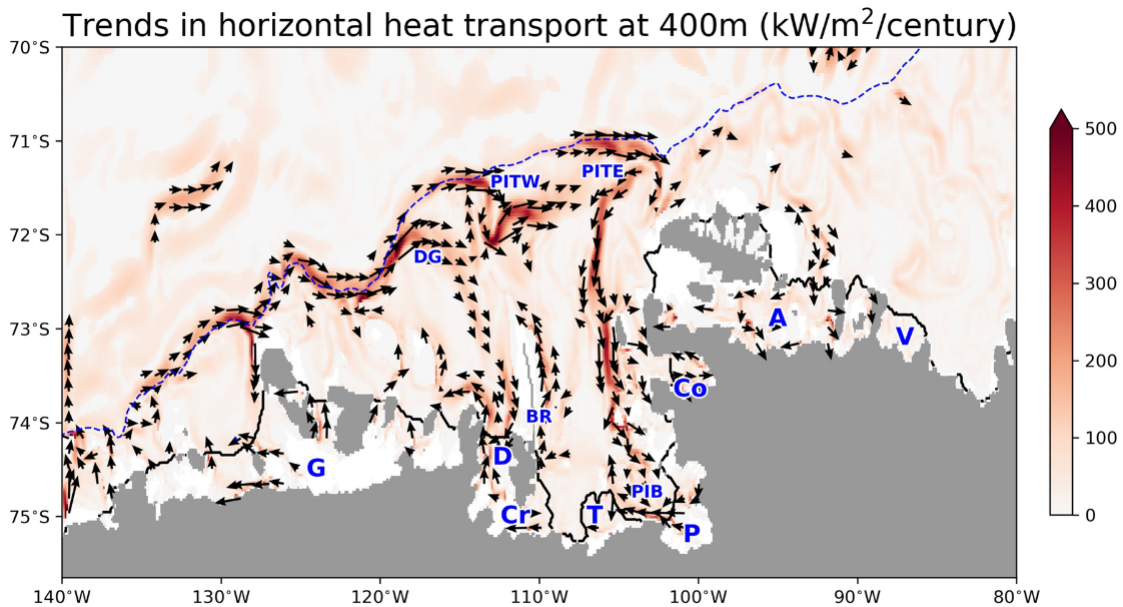 Trends in horizontal heat transport at 400m (kW/m²/century)
70°S
71°S
72°S
73°S
74°S
75°S
140°W
130°W
120°W
110°W
100°W
90°W
80°W
PITW
PITE
DG
BR
PIB
A
V
Co
G
D
Cr
T
P
500
400
300
200
100
0